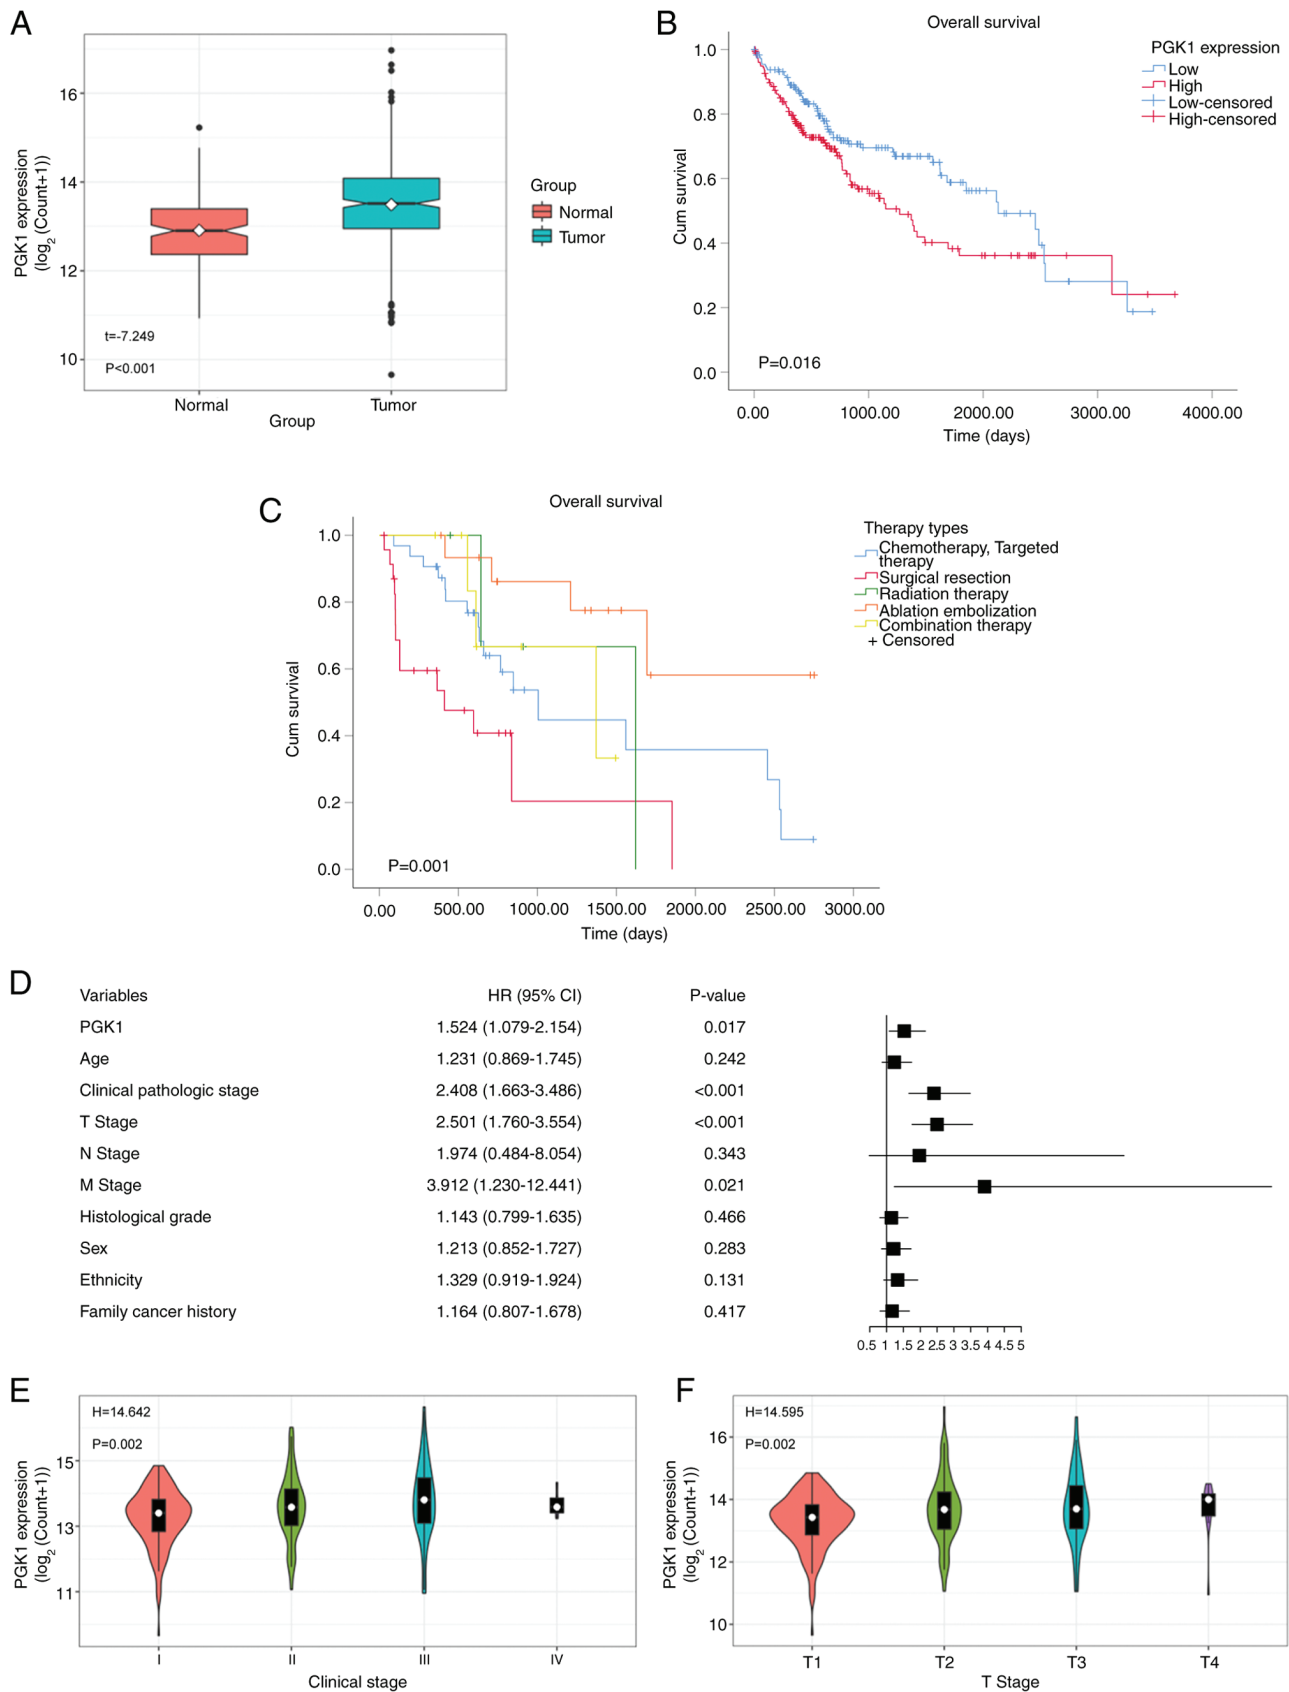 A
PGK1 expression
(log2 (Count+1))
16
14
12
10
t=-7.249
P<0.001
Normal
Tumor
Group
Group
Normal
Tumor
B
Overall survival
Cum survival
1.0
0.8
0.6
0.4
0.2
0.0
P=0.016
0.00
1000.00
2000.00
3000.00
4000.00
Time (days)
PGK1 expression
Low
High
Low-censored
High-censored
C
Overall survival
Cum survival
1.0
0.8
0.6
0.4
0.2
0.0
P=0.001
0.00
500.00
1000.00
1500.00
2000.00
2500.00
3000.00
Time (days)
Therapy types
Chemotherapy, Targeted
therapy
Surgical resection
Radiation therapy
Ablation embolization
Combination therapy
+ Censored
D
Variables HR (95% CI) P-value
PGK1 1.524 (1.079-2.154) 0.017
Age 1.231 (0.869-1.745) 0.242
Clinical pathologic stage 2.408 (1.663-3.486) <0.001
T Stage 2.501 (1.760-3.554) <0.001
N Stage 1.974 (0.484-8.054) 0.343
M Stage 3.912 (1.230-12.441) 0.021
Histological grade 1.143 (0.799-1.635) 0.466
Sex 1.213 (0.852-1.727) 0.283
Ethnicity 1.329 (0.919-1.924) 0.131
Family cancer history 1.164 (0.807-1.678) 0.417
0.5 1 1.5 2 2.5 3 3.5 4 4.5 5
E
PGK1 expression
(log2 (Count+1))
H=14.642
P=0.002
15
13
11
I
II
III
IV
Clinical stage
F
PGK1 expression
(log2 (Count+1))
H=14.595
P=0.002
16
14
12
10
T1
T2
T3
T4
T Stage